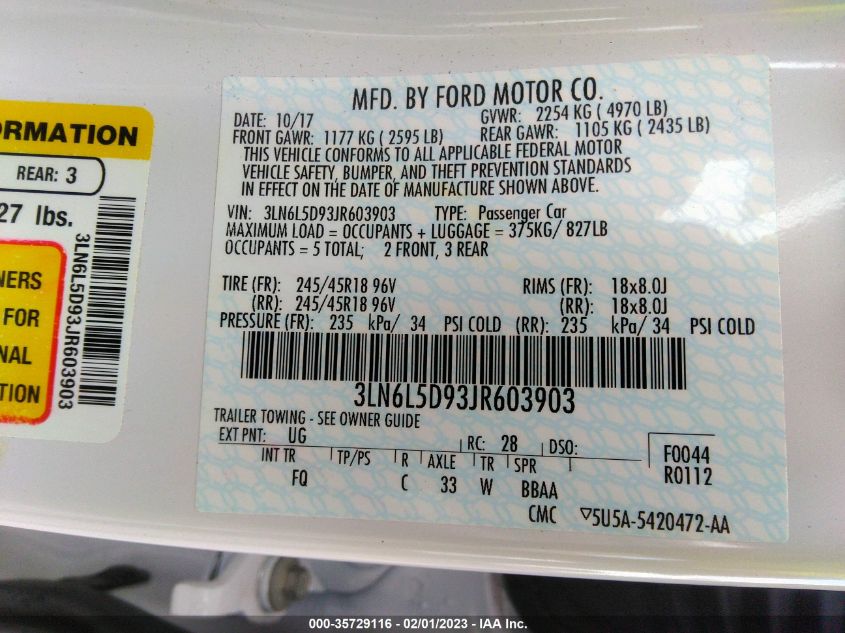 ORMATION
REAR: 3
27 lbs.
NERS
FOR
NAL
TION
3LN6L5D93JR603903
MFD. BY FORD MOTOR CO.
DATE: 10/17 GVWR: 2254 KG ( 4970 LB)
FRONT GAWR: 1177 KG ( 2595 LB) REAR GAWR: 1105 KG ( 2435 LB)
THIS VEHICLE CONFORMS TO ALL APPLICABLE FEDERAL MOTOR
VEHICLE SAFETY, BUMPER, AND THEFT PREVENTION STANDARDS
IN EFFECT ON THE DATE OF MANUFACTURE SHOWN ABOVE.
VIN: 3LN6L5D93JR603903 TYPE: Passenger Car
MAXIMUM LOAD = OCCUPANTS + LUGGAGE = 375KG/ 827LB
OCCUPANTS = 5 TOTAL; 2 FRONT, 3 REAR
TIRE (FR): 245/45R18 96V RIMS (FR): 18x8.0J
(RR): 245/45R18 96V (RR): 18x8.0J
PRESSURE (FR): 235 kPa/ 34 PSI COLD (RR): 235 kPa/ 34 PSI COLD
3LN6L5D93JR603903
TRAILER TOWING - SEE OWNER GUIDE
EXT PNT: UG RC: 28 DSO:
F0044
R0112
INT TR TP/PS R AXLE TR SPR
FQ C 33 W BBAA
CMC ▽5U5A-5420472-AA
000-35729116 - 02/01/2023 - IAA Inc.